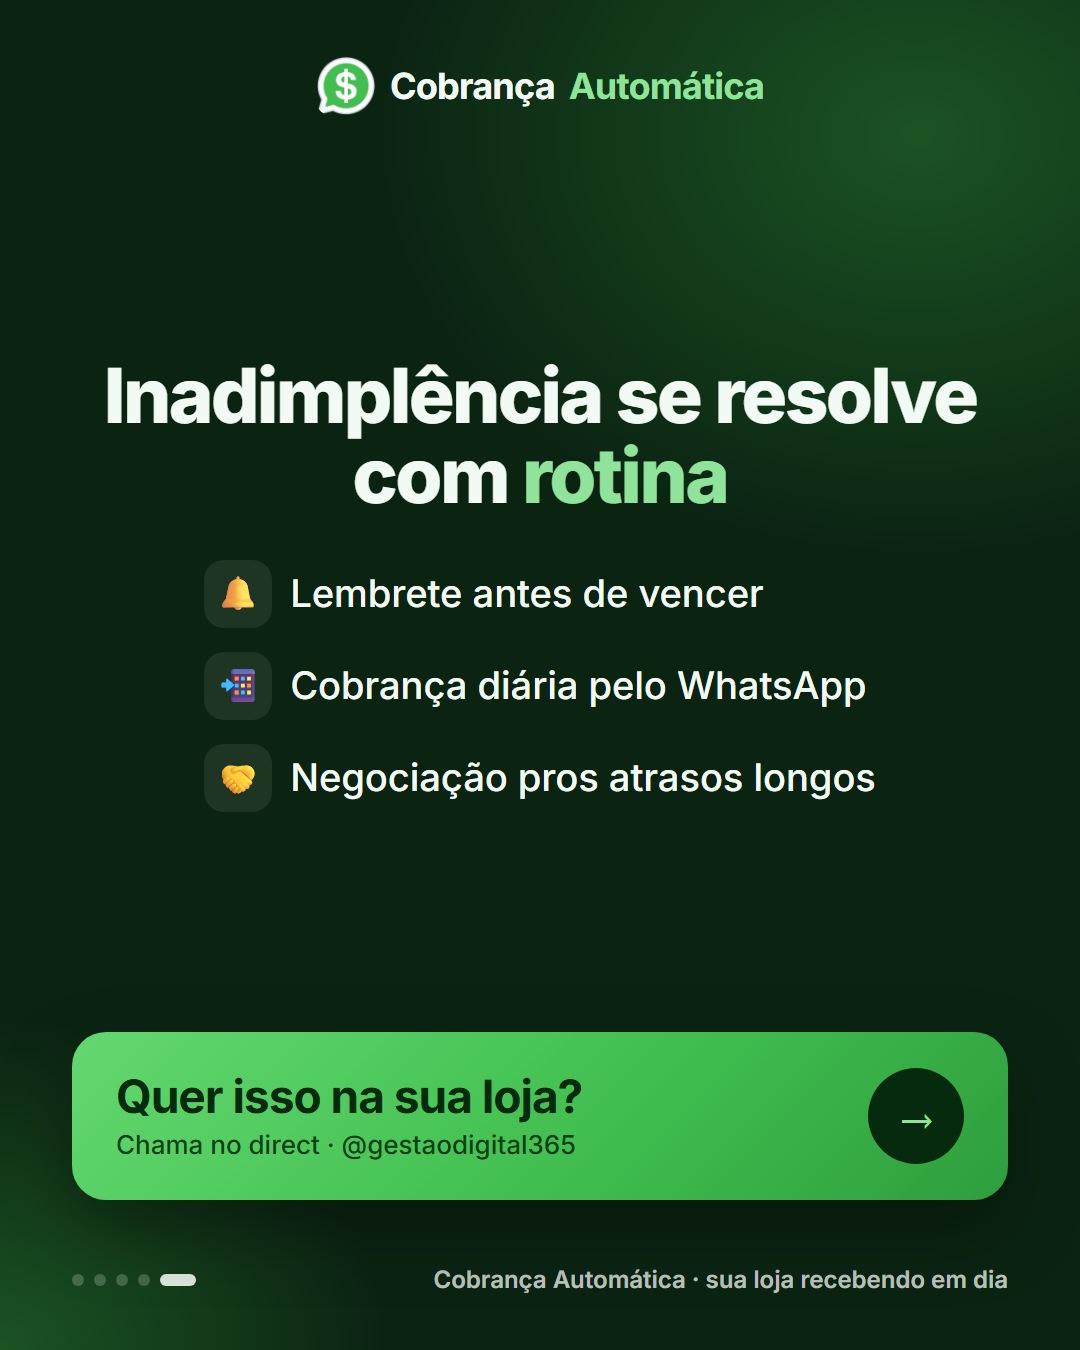 Cobrança Automática
Inadimplência se resolve
com rotina
Lembrete antes de vencer
Cobrança diária pelo WhatsApp
Negociação pros atrasos longos
Quer isso na sua loja?
Chama no direct · @gestaodigital365
Cobrança Automática · sua loja recebendo em dia